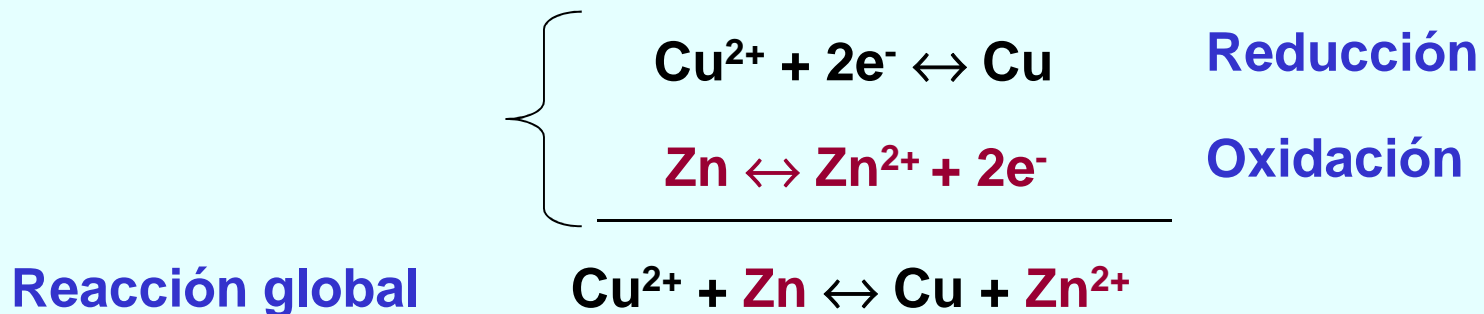 Cu²⁺ + 2e⁻ ↔ Cu Reducción
Zn ↔ Zn²⁺ + 2e⁻ Oxidación
Reacción global Cu²⁺ + Zn ↔ Cu + Zn²⁺